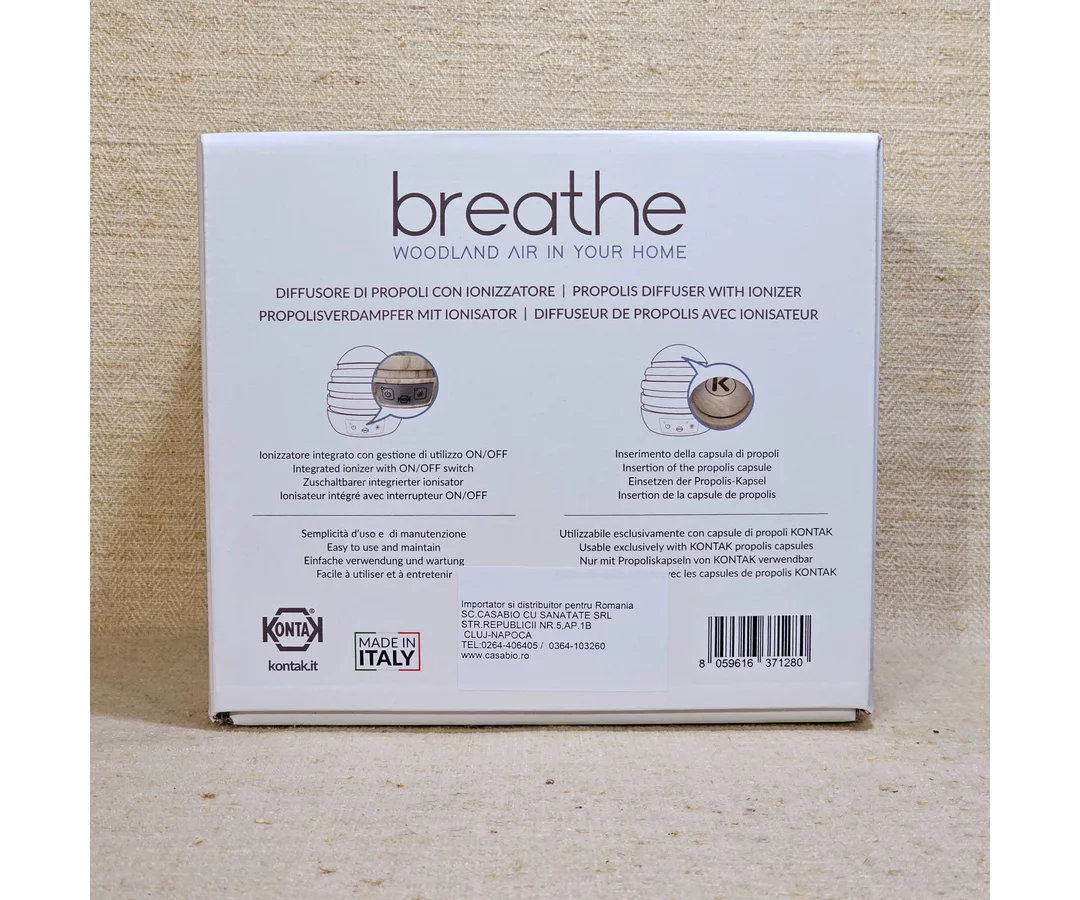 breathe
WOODLAND AIR IN YOUR HOME
DIFFUSORE DI PROPOLI CON IONIZZATORE | PROPOLIS DIFFUSER WITH IONIZER
PROPOLISVERDAMPFER MIT IONISATOR | DIFFUSEUR DE PROPOLIS AVEC IONISATEUR
K
Ionizzatore integrato con gestione di utilizzo ON/OFF
Integrated ionizer with ON/OFF switch
Zuschaltbarer integrierter ionisator
Ionisateur intégré avec interrupteur ON/OFF
Inserimento della capsula di propoli
Insertion of the propolis capsule
Einsetzen der Propolis-Kapsel
Insertion de la capsule de propolis
Semplicità d'uso e di manutenzione
Easy to use and maintain
Einfache verwendung und wartung
Facile à utiliser et à entretenir
Utilizzabile esclusivamente con capsule di propoli KONTAK
Usable exclusively with KONTAK propolis capsules
Nur mit Propoliskapseln von KONTAK verwendbar
les capsules de propolis KONTAK
KONTAK®
kontak.it
MADE IN
ITALY
Importator si distribuitor pentru Romania
SC.CASABIO CU SANATATE SRL
STR.REPUBLICII NR.5,AP.1B
CLUJ-NAPOCA
TEL:0264-406405 / 0364-103260
www.casabio.ro
8 059616 371280